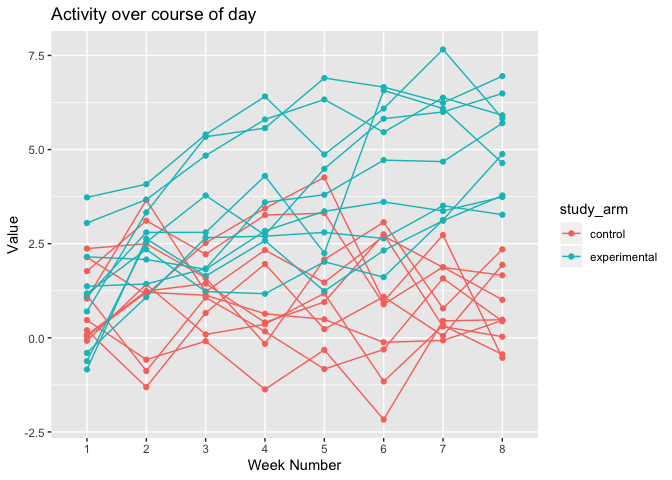 Activity over course of day
7.5
5.0
2.5
0.0
-2.5
Value
1 2 3 4 5 6 7 8
Week Number
study_arm
control
experimental